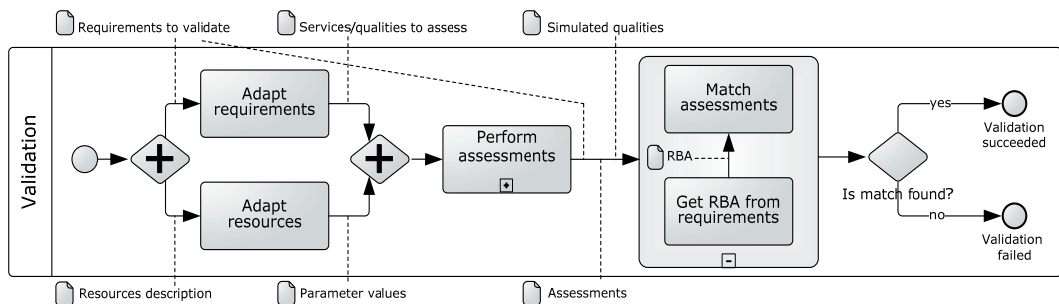 Requirements to validate
Services/qualities to assess
Simulated qualities
Validation
Adapt
requirements
Adapt
resources
Perform
assessments
Match
assessments
RBA
Get RBA from
requirements
Is match found?
yes
no
Validation
succeeded
Validation
failed
Resources description
Parameter values
Assessments